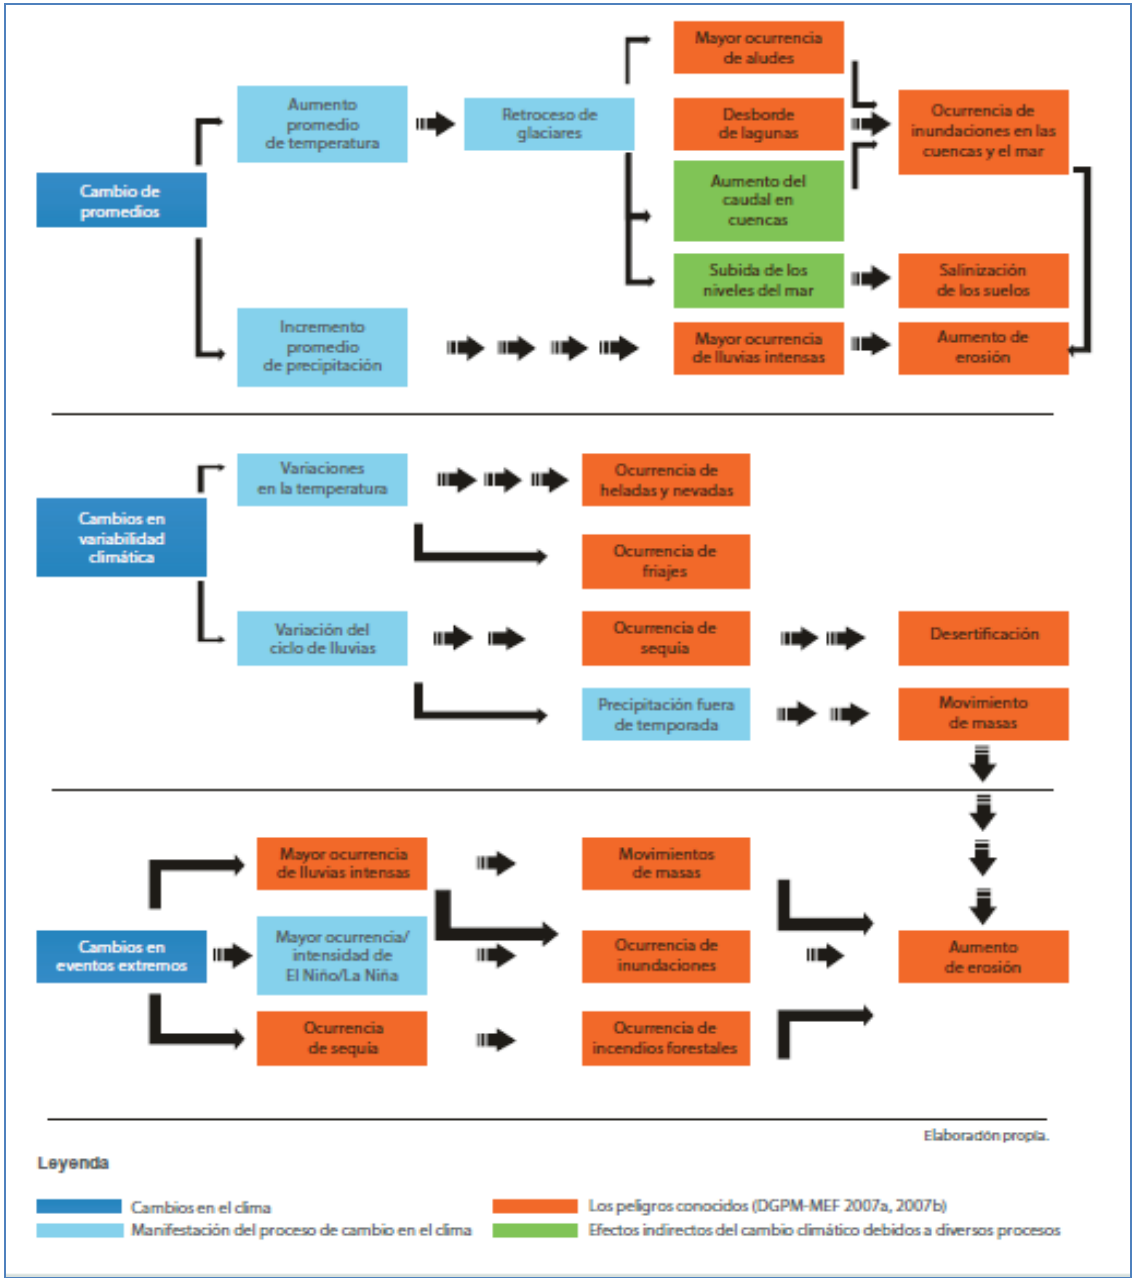 Mayor ocurrencia
de aludes
Aumento
promedio
de temperatura
Retroceso de
glaciares
Desborde
de lagunas
Ocurrencia de
inundaciones en las
cuencas y el mar
Cambio de
promedios
Aumento del
caudal en
cuencas
Subida de los
niveles del mar
Salinización
de los suelos
Incremento
promedio
de precipitación
Mayor ocurrencia
de lluvias intensas
Aumento de
erosión
Variaciones
en la temperatura
Ocurrencia de
heladas y nevadas
Cambios en
variabilidad
climática
Ocurrencia de
friajes
Variación del
ciclo de lluvias
Ocurrencia de
sequia
Desertificación
Precipitación fuera
de temporada
Movimiento
de masas
Mayor ocurrencia
de lluvias intensas
Movimientos
de masas
Cambios en
eventos extremos
Mayor ocurrencia/
intensidad de
El Niño/La Niña
Ocurrencia de
inundaciones
Aumento
de erosión
Ocurrencia
de sequia
Ocurrencia de
incendios forestales
Elaboración propia.
Leyenda
Cambios en el clima
Los peligros conocidos (DGPM-MEF 2007a, 2007b)
Manifestación del proceso de cambio en el clima
Efectos indirectos del cambio climático debidos a diversos procesos